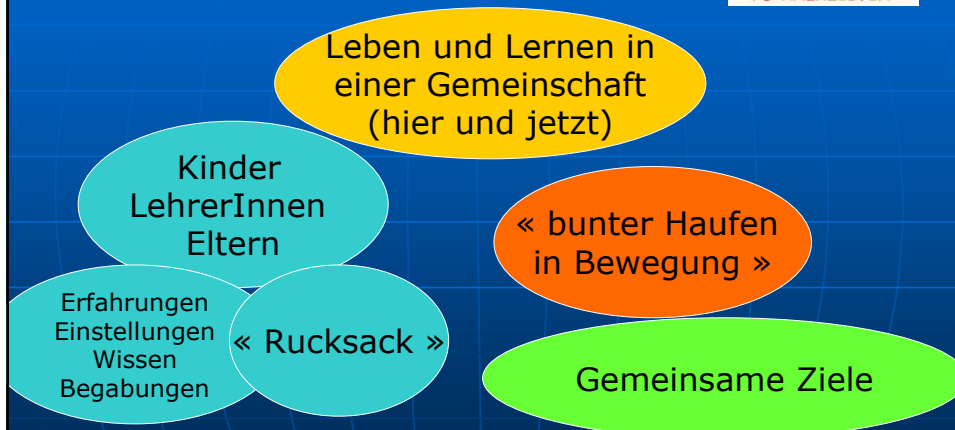 Leben und Lernen in
einer Gemeinschaft
(hier und jetzt)
Kinder
LehrerInnen
Eltern
« bunter Haufen
in Bewegung »
Erfahrungen
Einstellungen
Wissen
Begabungen
« Rucksack »
Gemeinsame Ziele